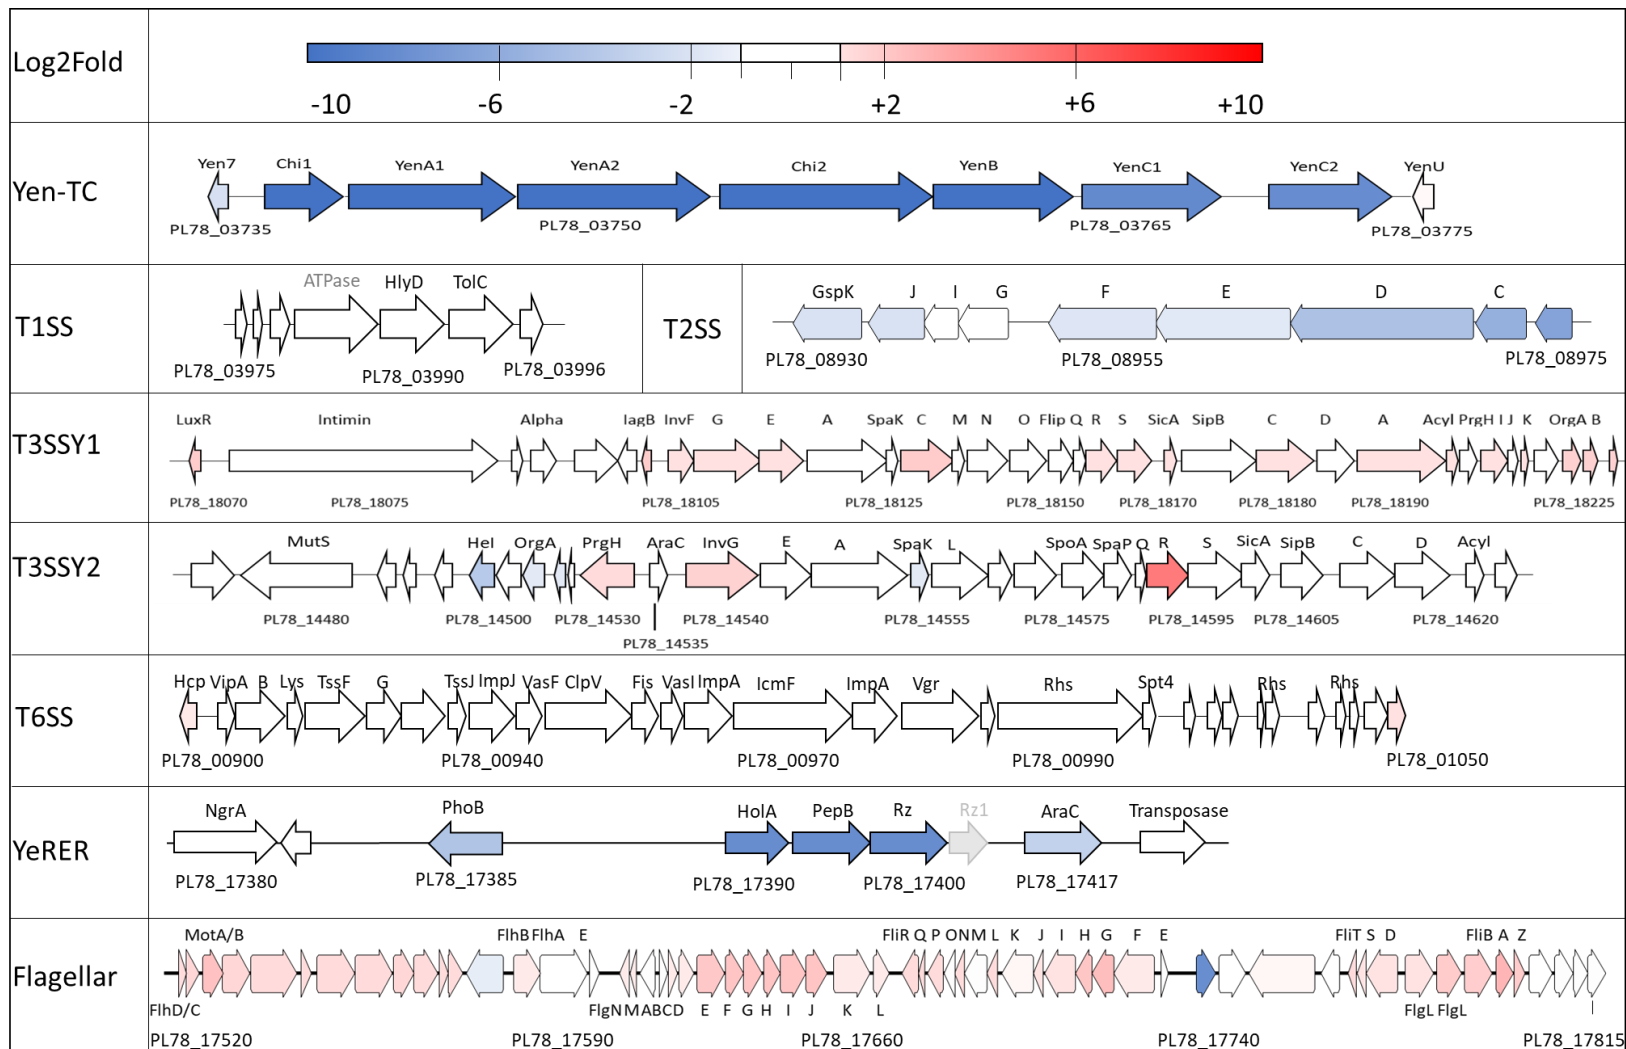 Log2Fold
-10 -6 -2 +2 +6 +10
Yen-TC
Yen7 Chi1 YenA1 YenA2 Chi2 YenB YenC1 YenC2 YenU
PL78_03735 PL78_03750 PL78_03765 PL78_03775
T1SS
ATPase HlyD TolC
PL78_03975 PL78_03990 PL78_03996
T2SS
GspK J I G F E D C
PL78_08930 PL78_08955 PL78_08975
T3SSY1
LuxR Intimin Alpha IagB InvF G E A SpaK C M N O Flip Q R S SicA SipB C D A Acyl PrgH I J K OrgA B
PL78_18070 PL78_18075 PL78_18105 PL78_18125 PL78_18150 PL78_18170 PL78_18180 PL78_18190 PL78_18225
T3SSY2
MutS Hel OrgA PrgH AraC InvG E A SpaK L SpoA SpaP Q R S SicA SipB C D Acyl
PL78_14480 PL78_14500 PL78_14530 PL78_14540 PL78_14555 PL78_14575 PL78_14595 PL78_14605 PL78_14620
PL78_14535
T6SS
Hcp VipA B Lys TssF G TssJ ImpJ VasF ClpV Fis VasI ImpA IcmF ImpA Vgr Rhs Spt4 Rhs Rhs
PL78_00900 PL78_00940 PL78_00970 PL78_00990 PL78_01050
YeRER
NgrA PhoB HolA PepB Rz Rz1 AraC Transposase
PL78_17380 PL78_17385 PL78_17390 PL78_17400 PL78_17417
Flagellar
MotA/B FlhB FlhA E FliR Q P O N M L K J I H G F E FliT S D FliB A Z
FlhD/C FlgN M A B C D E F G H I J K L FlgL FlgL
PL78_17520 PL78_17590 PL78_17660 PL78_17740 PL78_17815